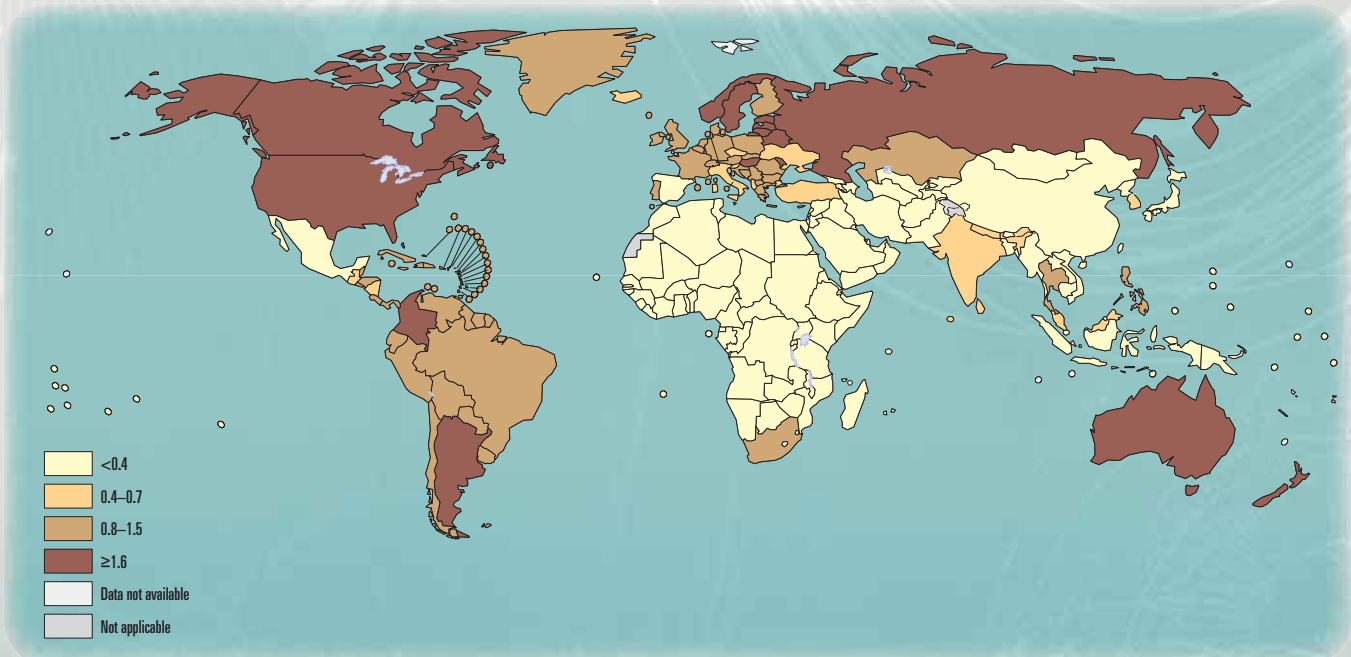 <0.4
0.4–0.7
0.8–1.5
≥1.6
Data not available
Not applicable